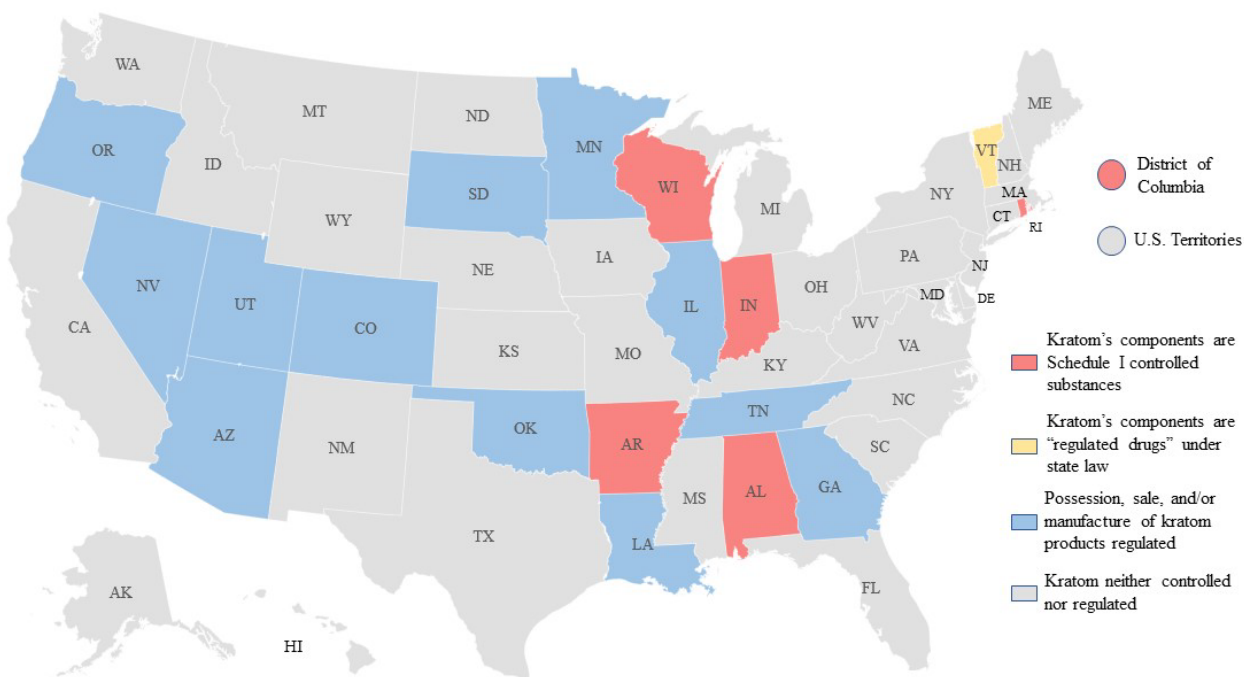 WA
MT
ND
MN
ME
OR
ID
SD
WI
VT
NH
District of
Columbia
WY
MI
NY
MA
CT
RI
U.S. Territories
IA
NE
PA
NJ
NV
UT
CO
IL
IN
OH
MD
DE
CA
KS
MO
WV
VA
KY
Kratom’s components are
Schedule I controlled
substances
AZ
NM
OK
AR
TN
NC
SC
Kratom’s components are
“regulated drugs” under
state law
TX
LA
MS
AL
GA
Possession, sale, and/or
manufacture of kratom
products regulated
AK
HI
FL
Kratom neither controlled
nor regulated